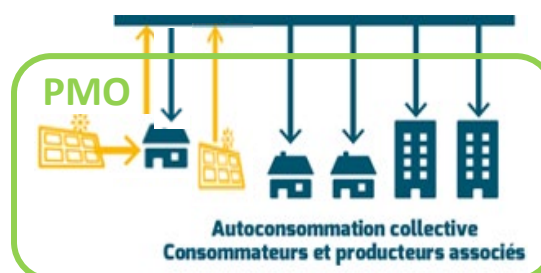 PMO
Autoconsommation collective
Consommateurs et producteurs associés